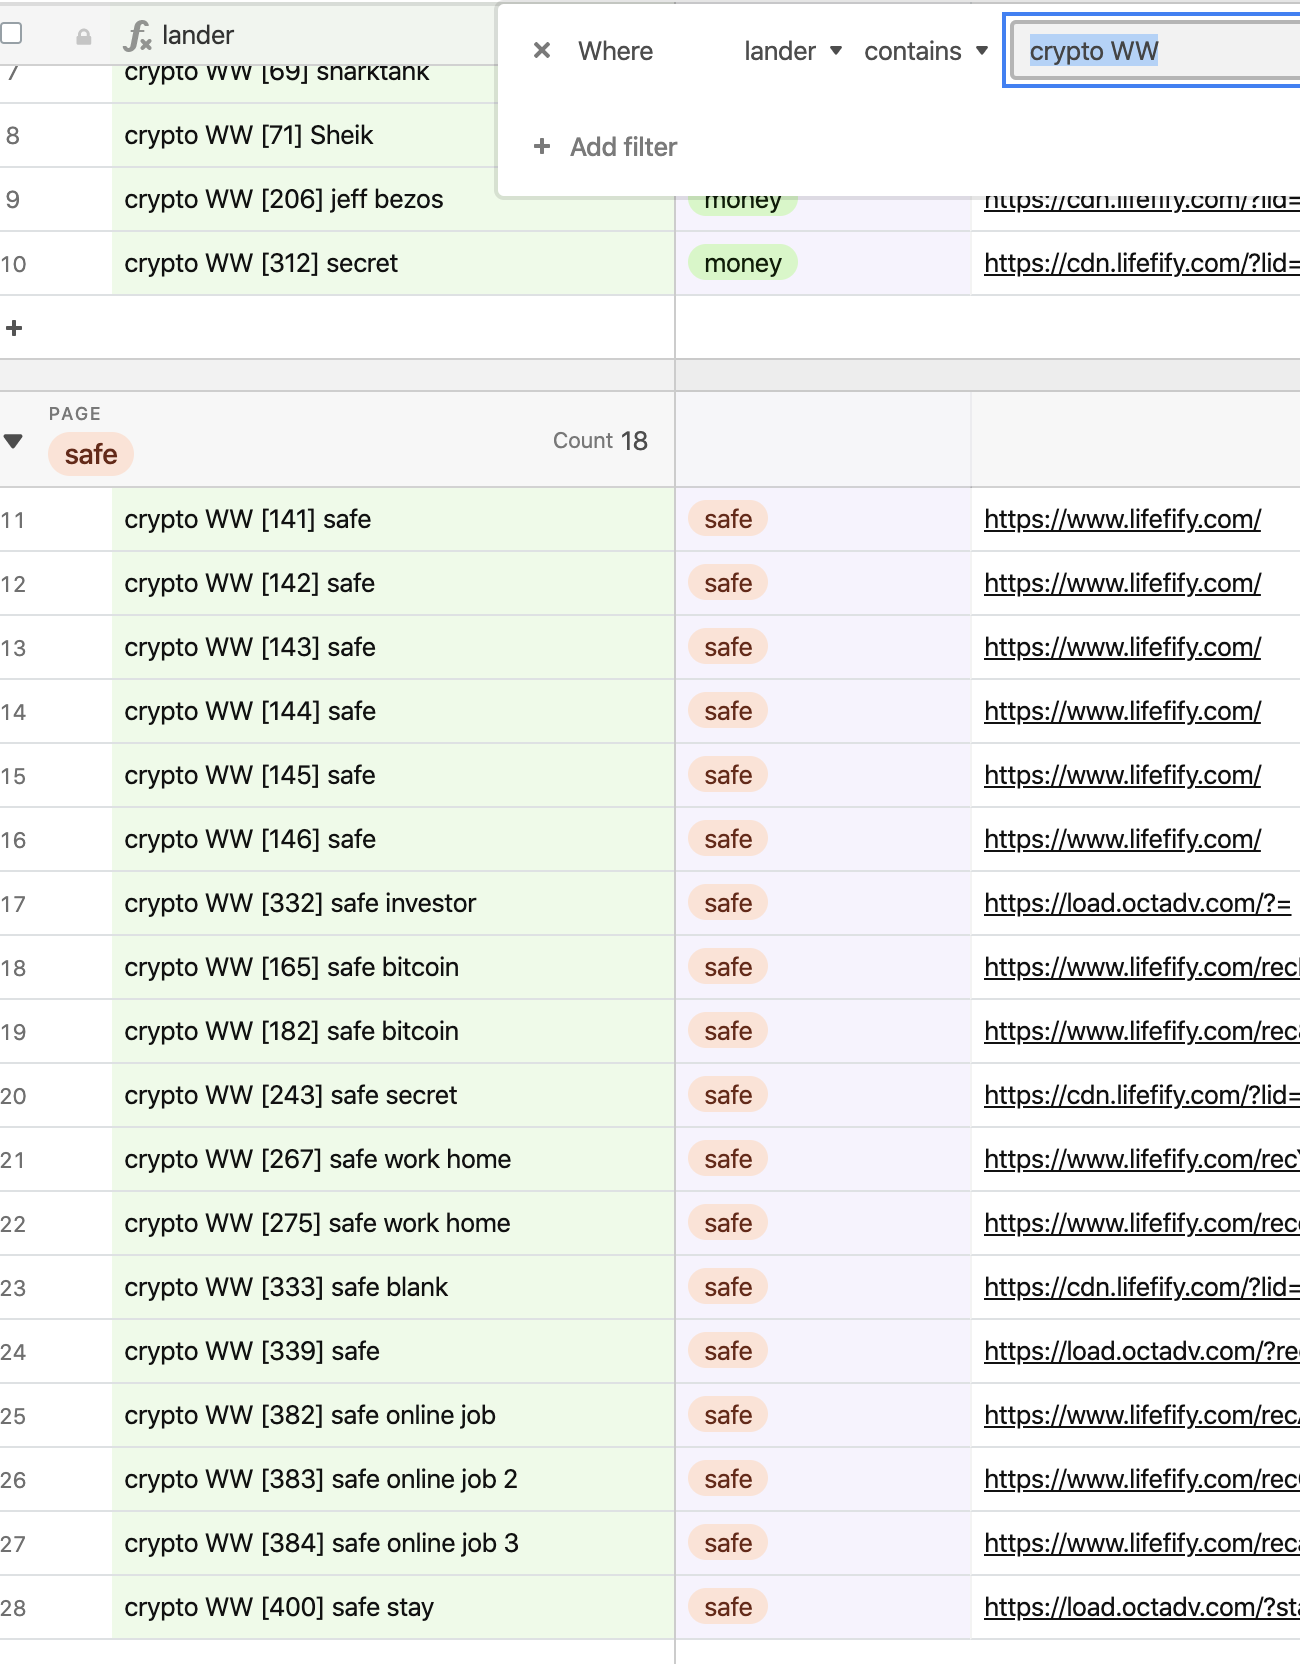 lander
Where lander contains crypto WW
+ Add filter
7 crypto WW [69] sharktank
8 crypto WW [71] Sheik
9 crypto WW [206] jeff bezos money https://cdn.lifefify.com/?lid=
10 crypto WW [312] secret money https://cdn.lifefify.com/?lid=
+
PAGE
safe Count 18
11 crypto WW [141] safe safe https://www.lifefify.com/
12 crypto WW [142] safe safe https://www.lifefify.com/
13 crypto WW [143] safe safe https://www.lifefify.com/
14 crypto WW [144] safe safe https://www.lifefify.com/
15 crypto WW [145] safe safe https://www.lifefify.com/
16 crypto WW [146] safe safe https://www.lifefify.com/
17 crypto WW [332] safe investor safe https://load.octadv.com/?=
18 crypto WW [165] safe bitcoin safe https://www.lifefify.com/rec
19 crypto WW [182] safe bitcoin safe https://www.lifefify.com/rec
20 crypto WW [243] safe secret safe https://cdn.lifefify.com/?lid=
21 crypto WW [267] safe work home safe https://www.lifefify.com/rec
22 crypto WW [275] safe work home safe https://www.lifefify.com/rec
23 crypto WW [333] safe blank safe https://cdn.lifefify.com/?lid=
24 crypto WW [339] safe safe https://load.octadv.com/?re
25 crypto WW [382] safe online job safe https://www.lifefify.com/rec
26 crypto WW [383] safe online job 2 safe https://www.lifefify.com/rec
27 crypto WW [384] safe online job 3 safe https://www.lifefify.com/rec
28 crypto WW [400] safe stay safe https://load.octadv.com/?st